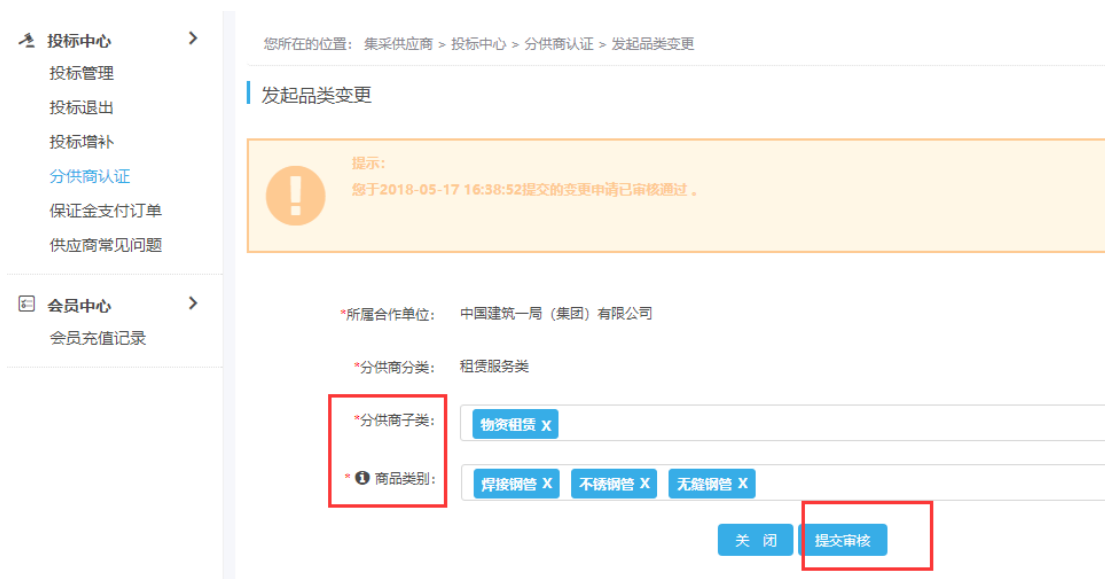 投标中心
投标管理
投标退出
投标增补
分供商认证
保证金支付订单
供应商常见问题
会员中心
会员充值记录
您所在的位置： 集采供应商 > 投标中心 > 分供商认证 > 发起品类变更
发起品类变更
提示：
您于2018-05-17 16:38:52提交的变更申请已审核通过 。
*所属合作单位： 中国建筑一局（集团）有限公司
*分供商分类： 租赁服务类
*分供商子类： 物资租赁 X
* 商品类别： 焊接钢管 X 不锈钢管 X 无缝钢管 X
关 闭 提交审核